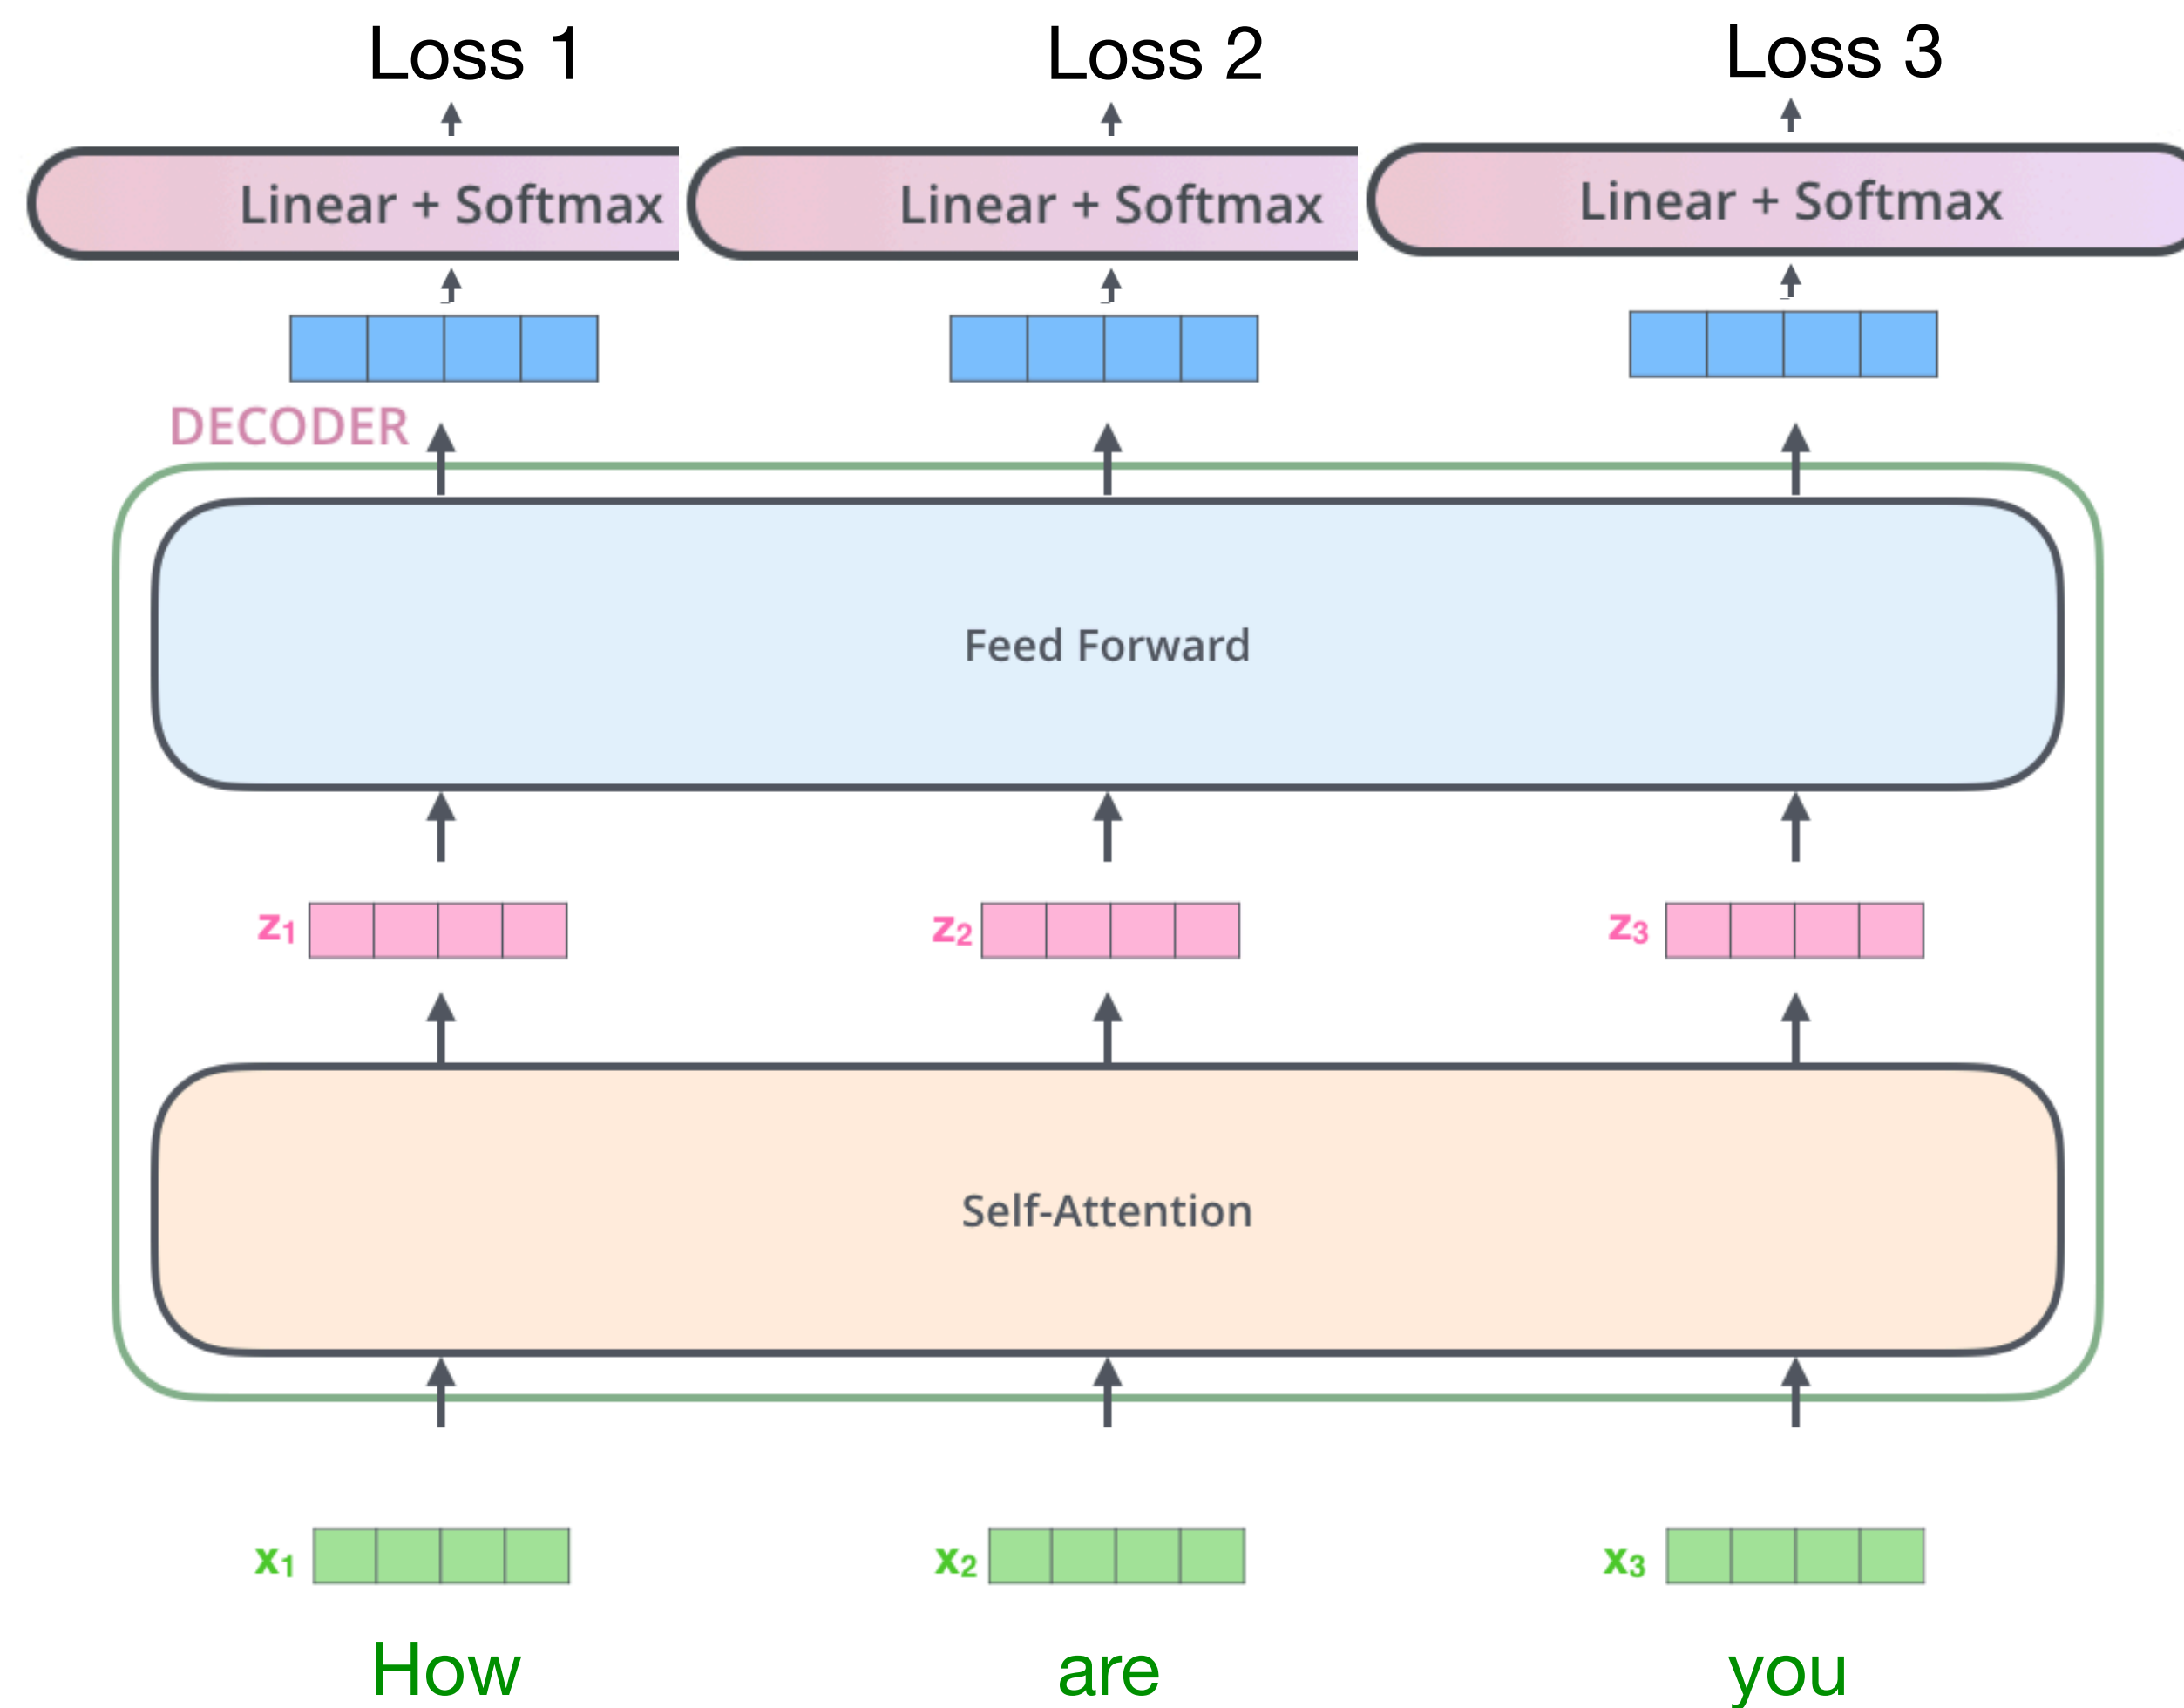 Loss 1 Loss 2 Loss 3
Linear + Softmax Linear + Softmax Linear + Softmax
DECODER
Feed Forward
z1 z2 z3
Self-Attention
x1 x2 x3
How are you